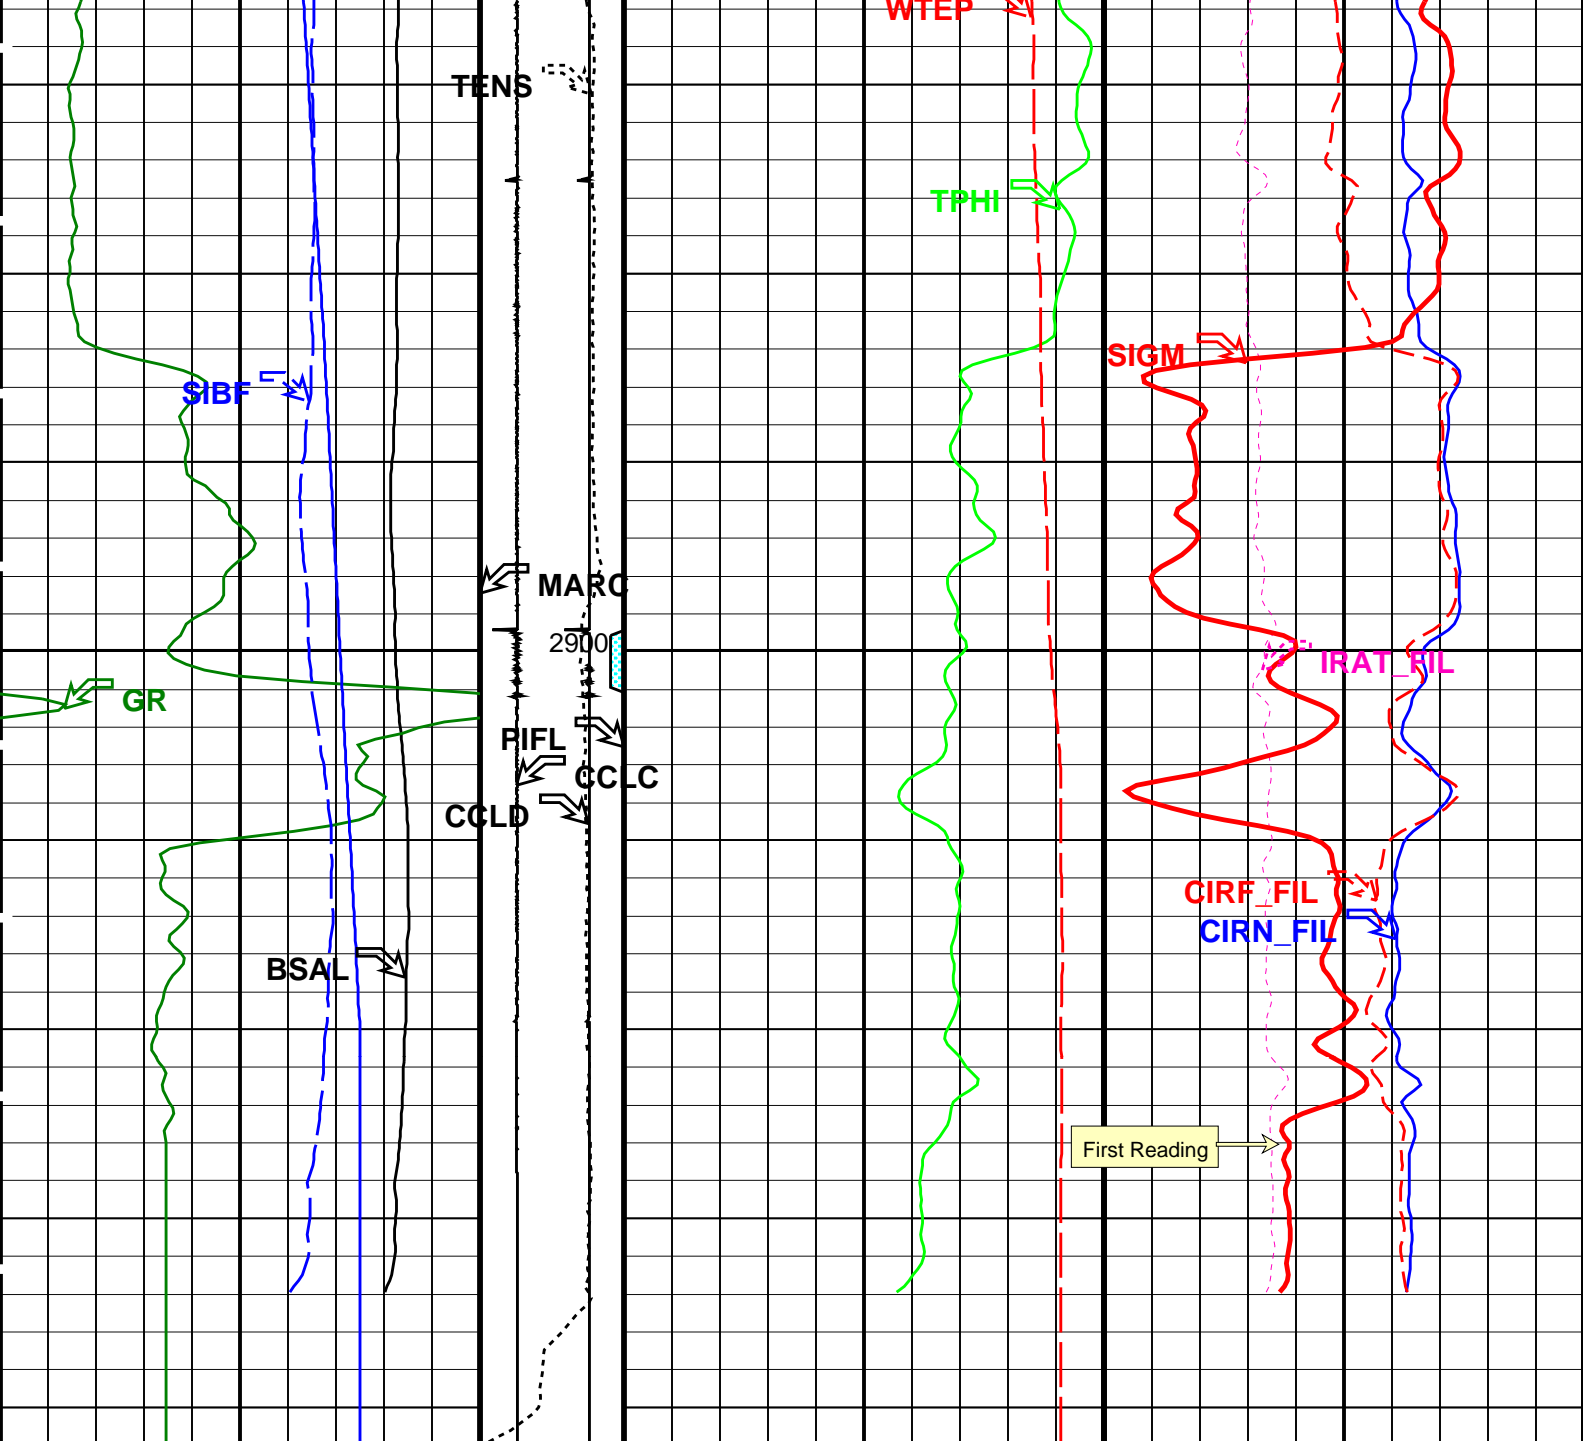 WTEP
TENS
TPHI
SIGM
SIBF
MARC
2900
IRAT_FIL
GR
PIFL
CCLC
CCLD
CIRF_FIL
CIRN_FIL
BSAL
First Reading